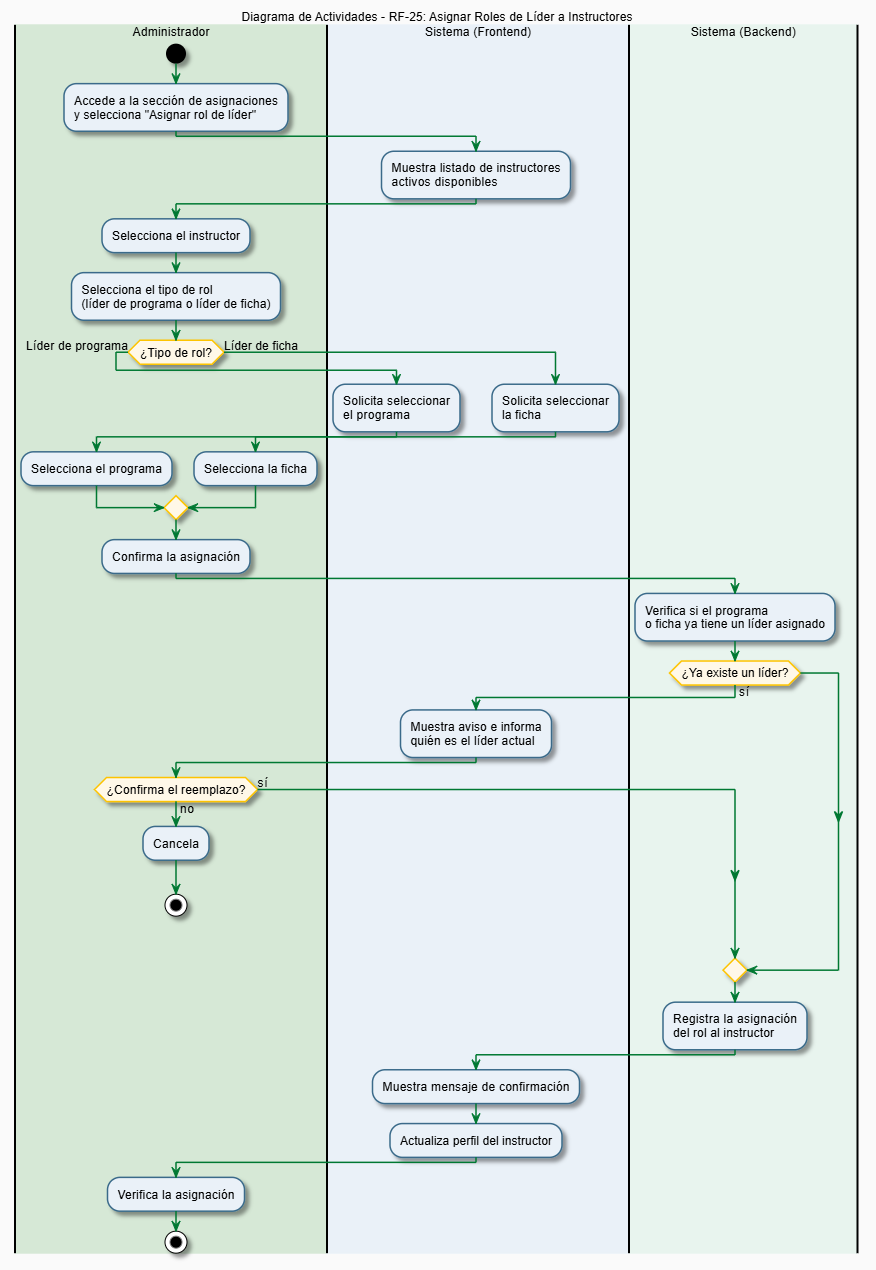 Diagrama de Actividades - RF-25: Asignar Roles de Líder a Instructores
Administrador
Sistema (Frontend)
Sistema (Backend)
Accede a la sección de asignaciones
y selecciona "Asignar rol de líder"
Muestra listado de instructores
activos disponibles
Selecciona el instructor
Selecciona el tipo de rol
(líder de programa o líder de ficha)
Líder de programa
¿Tipo de rol?
Líder de ficha
Solicita seleccionar
el programa
Solicita seleccionar
la ficha
Selecciona el programa
Selecciona la ficha
Confirma la asignación
Verifica si el programa
o ficha ya tiene un líder asignado
¿Ya existe un líder?
sí
Muestra aviso e informa
quién es el líder actual
¿Confirma el reemplazo?
sí
no
Cancela
Registra la asignación
del rol al instructor
Muestra mensaje de confirmación
Actualiza perfil del instructor
Verifica la asignación